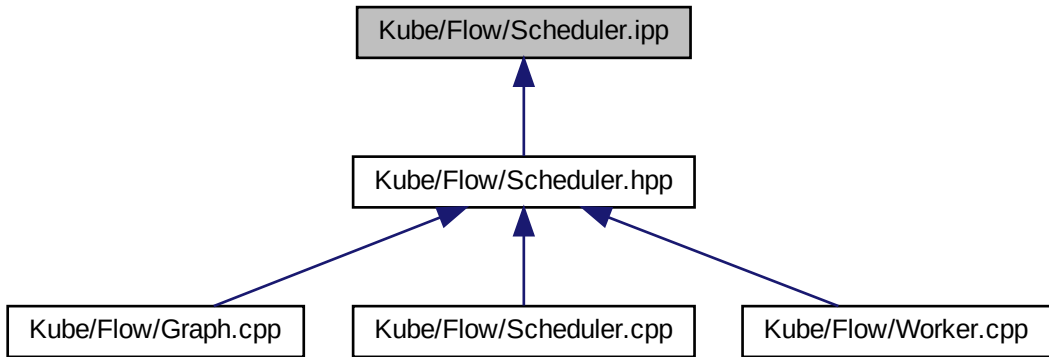 Kube/Flow/Scheduler.ipp
Kube/Flow/Scheduler.hpp
Kube/Flow/Graph.cpp
Kube/Flow/Scheduler.cpp
Kube/Flow/Worker.cpp